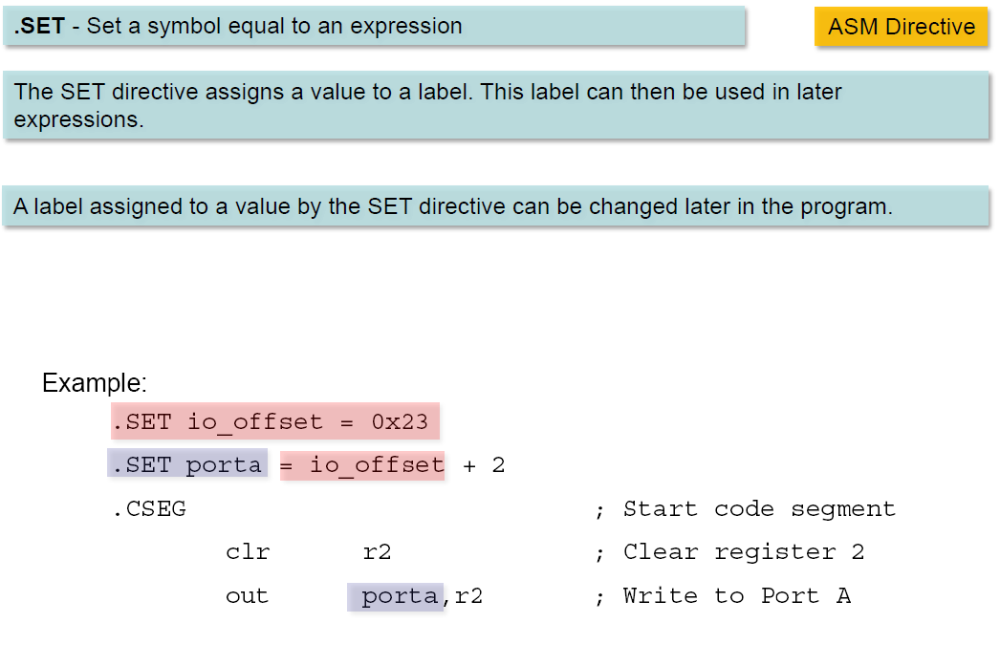 .SET - Set a symbol equal to an expression
ASM Directive
The SET directive assigns a value to a label. This label can then be used in later
expressions.
A label assigned to a value by the SET directive can be changed later in the program.
Example:
.SET io_offset = 0x23
.SET porta = io_offset + 2
.CSEG ; Start code segment
clr r2 ; Clear register 2
out porta,r2 ; Write to Port A